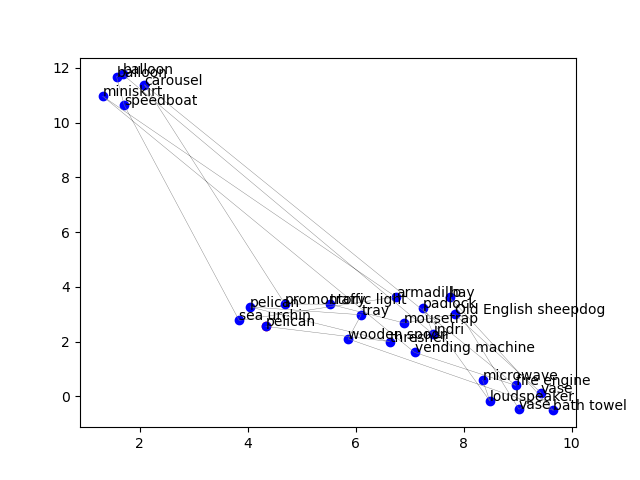 balloon
balloon
carousel
miniskirt
speedboat
armadillo
bay
pelican
promontory
traffic light
padlock
Old English sheepdog
sea urchin
tray
pelican
mousetrap
indri
wooden spoon
thresher
vending machine
microwave
fire engine
vase
loudspeaker
vase
bath towel
12
10
8
6
4
2
0
2
4
6
8
10